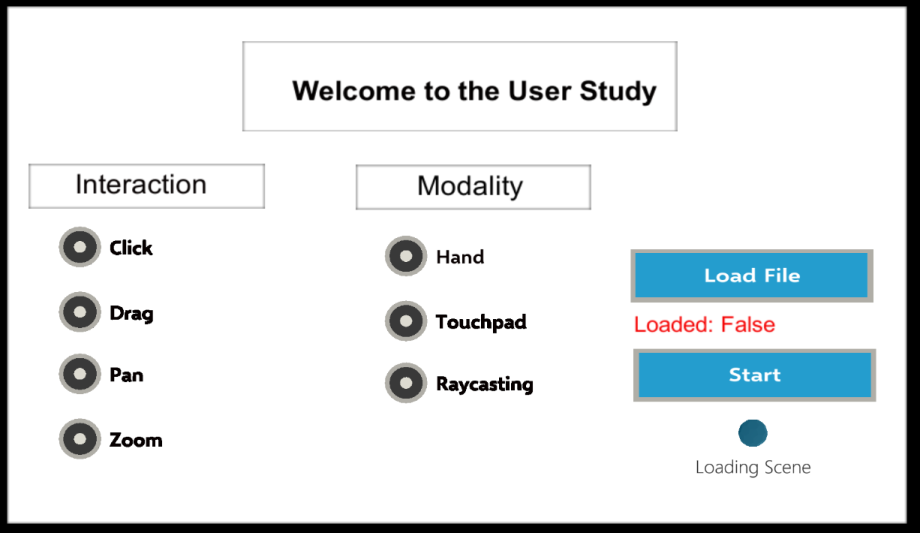 Welcome to the User Study
Interaction
Click
Drag
Pan
Zoom
Modality
Hand
Touchpad
Raycasting
Load File
Loaded: False
Start
Loading Scene